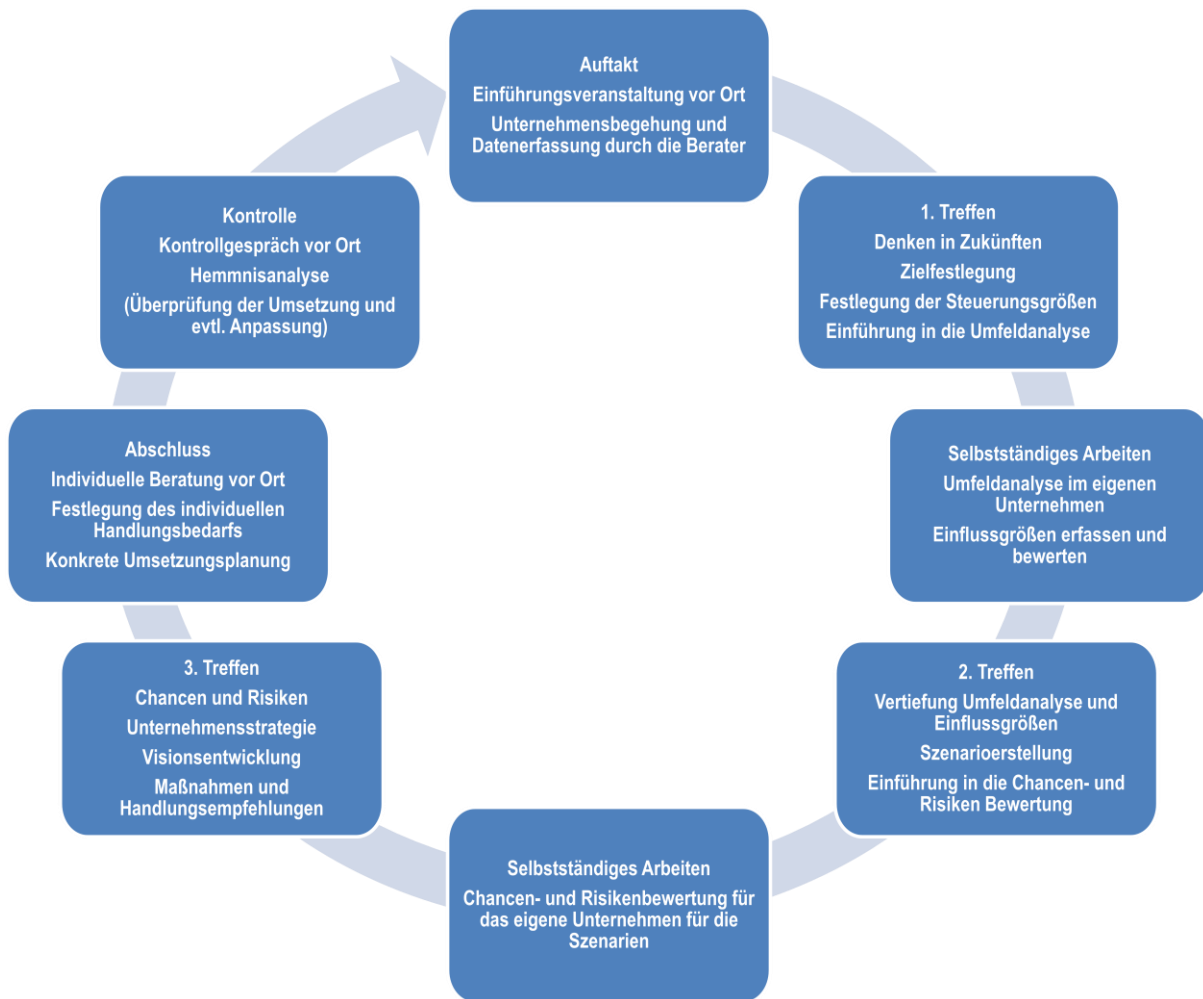 Auftakt
Einführungsveranstaltung vor Ort
Unternehmensbegehung und
Datenerfassung durch die Berater
1. Treffen
Denken in Zukünften
Zielfestlegung
Festlegung der Steuerungsgrößen
Einführung in die Umfeldanalyse
Selbstständiges Arbeiten
Umfeldanalyse im eigenen
Unternehmen
Einflussgrößen erfassen und
bewerten
2. Treffen
Vertiefung Umfeldanalyse und
Einflussgrößen
Szenarioerstellung
Einführung in die Chancen- und
Risiken Bewertung
Selbstständiges Arbeiten
Chancen- und Risikenbewertung für
das eigene Unternehmen für die
Szenarien
3. Treffen
Chancen und Risiken
Unternehmensstrategie
Visionsentwicklung
Maßnahmen und
Handlungsempfehlungen
Abschluss
Individuelle Beratung vor Ort
Festlegung des individuellen
Handlungsbedarfs
Konkrete Umsetzungsplanung
Kontrolle
Kontrollgespräch vor Ort
Hemmnisanalyse
(Überprüfung der Umsetzung und
evtl. Anpassung)